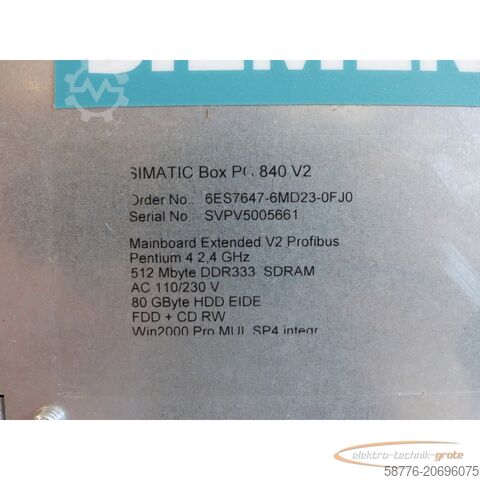 SIEMEN
SIMATIC Box PC 840 V2
Order No.: 6ES7647-6MD23-0FJ0
Serial No.: SVPV5005661
Mainboard Extended V2 Profibus
Pentium 4 2,4 GHz
512 Mbyte DDR333 SDRAM
AC 110/230 V
80 GByte HDD EIDE
FDD + CD RW
Win2000 Pro MUI SP4 integr
elektro-technik-grote
58776-20696075